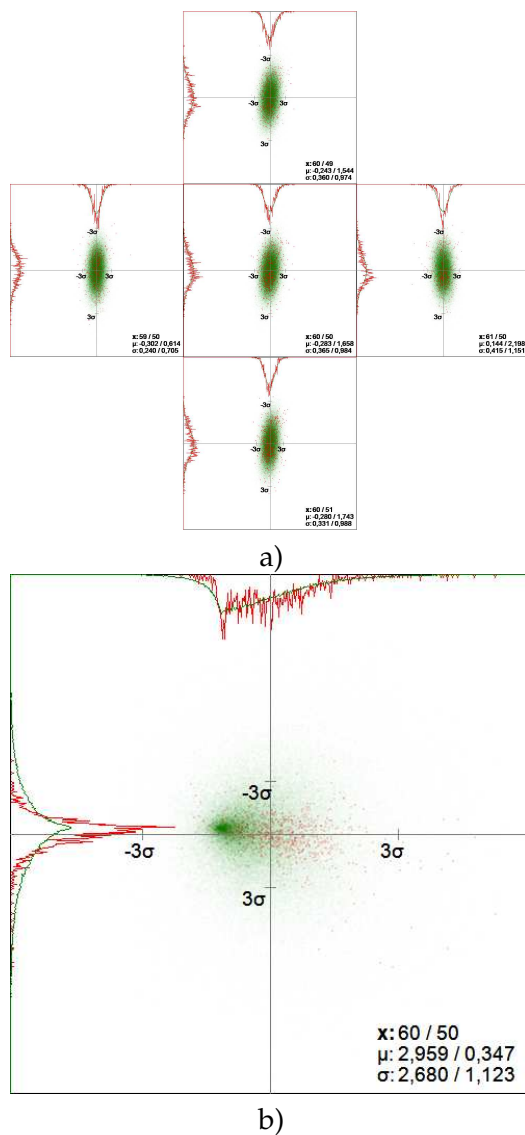 -3σ
-3σ 3σ
3σ
x: 60 / 49
μ: -0,243 / 1,544
σ: 0,360 / 0,974
-3σ
-3σ 3σ
3σ
x: 59 / 50
μ: -0,302 / 0,614
σ: 0,240 / 0,705
-3σ
-3σ 3σ
3σ
x: 60 / 50
μ: -0,283 / 1,658
σ: 0,365 / 0,984
-3σ
-3σ 3σ
3σ
x: 61 / 50
μ: 0,144 / 2,198
σ: 0,415 / 1,151
-3σ
-3σ 3σ
3σ
x: 60 / 51
μ: -0,280 / 1,743
σ: 0,331 / 0,988
a)
-3σ
-3σ 3σ
3σ
x: 60 / 50
μ: 2,959 / 0,347
σ: 2,680 / 1,123
b)